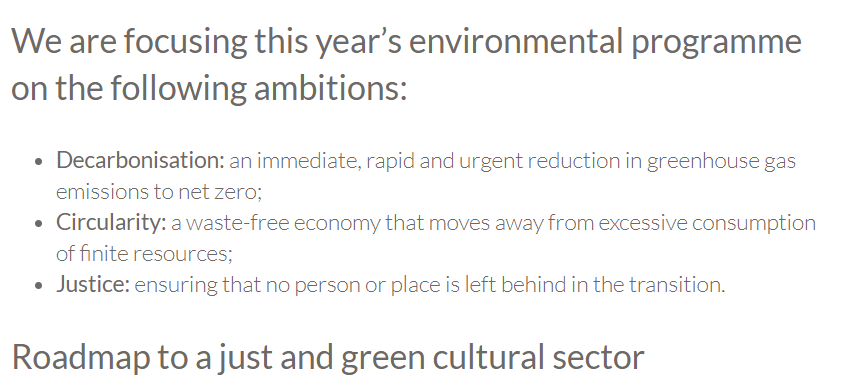 We are focusing this year’s environmental programme
on the following ambitions:
• Decarbonisation: an immediate, rapid and urgent reduction in greenhouse gas
emissions to net zero;
• Circularity: a waste-free economy that moves away from excessive consumption
of finite resources;
• Justice: ensuring that no person or place is left behind in the transition.
Roadmap to a just and green cultural sector